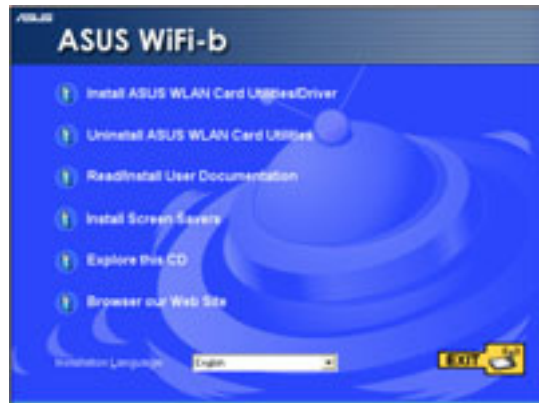 ASUS
ASUS WiFi-b
Install ASUS WLAN Card Utilities/Driver
Uninstall ASUS WLAN Card Utilities
Read/Install User Documentation
Install Screen Savers
Explore this CD
Browser our Web Site
Installation Language:
English
EXIT